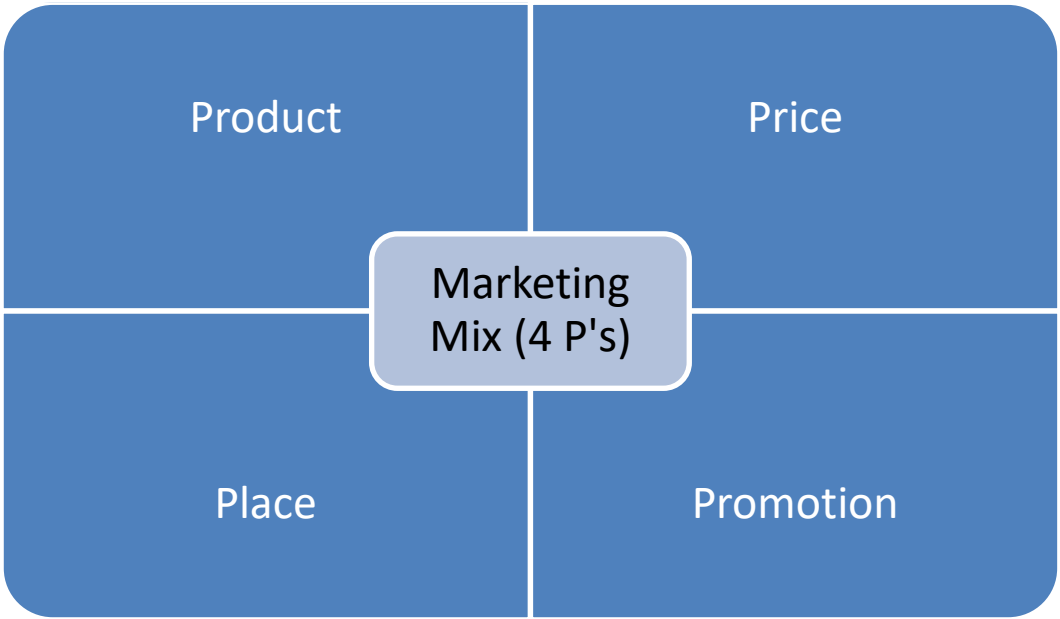 Product
Price
Marketing
Mix (4 P's)
Place
Promotion